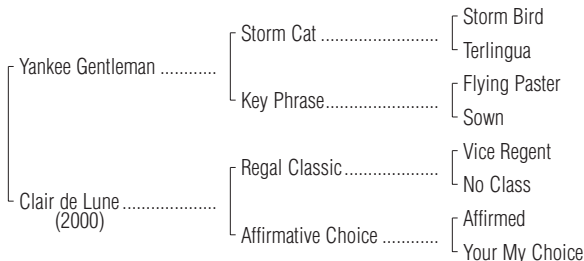 Storm Bird
Storm Cat ........................
Terlingua
Yankee Gentleman ............
Flying Paster
Key Phrase.......................
Sown
Vice Regent
Regal Classic...................
No Class
Clair de Lune...................
(2000)
Affirmed
Affirmative Choice ............
Your My Choice